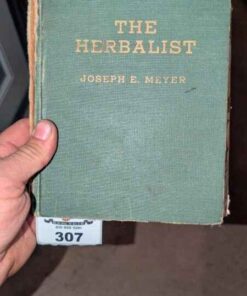 THE
HERBALIST
JOSEPH E. MEYER
307